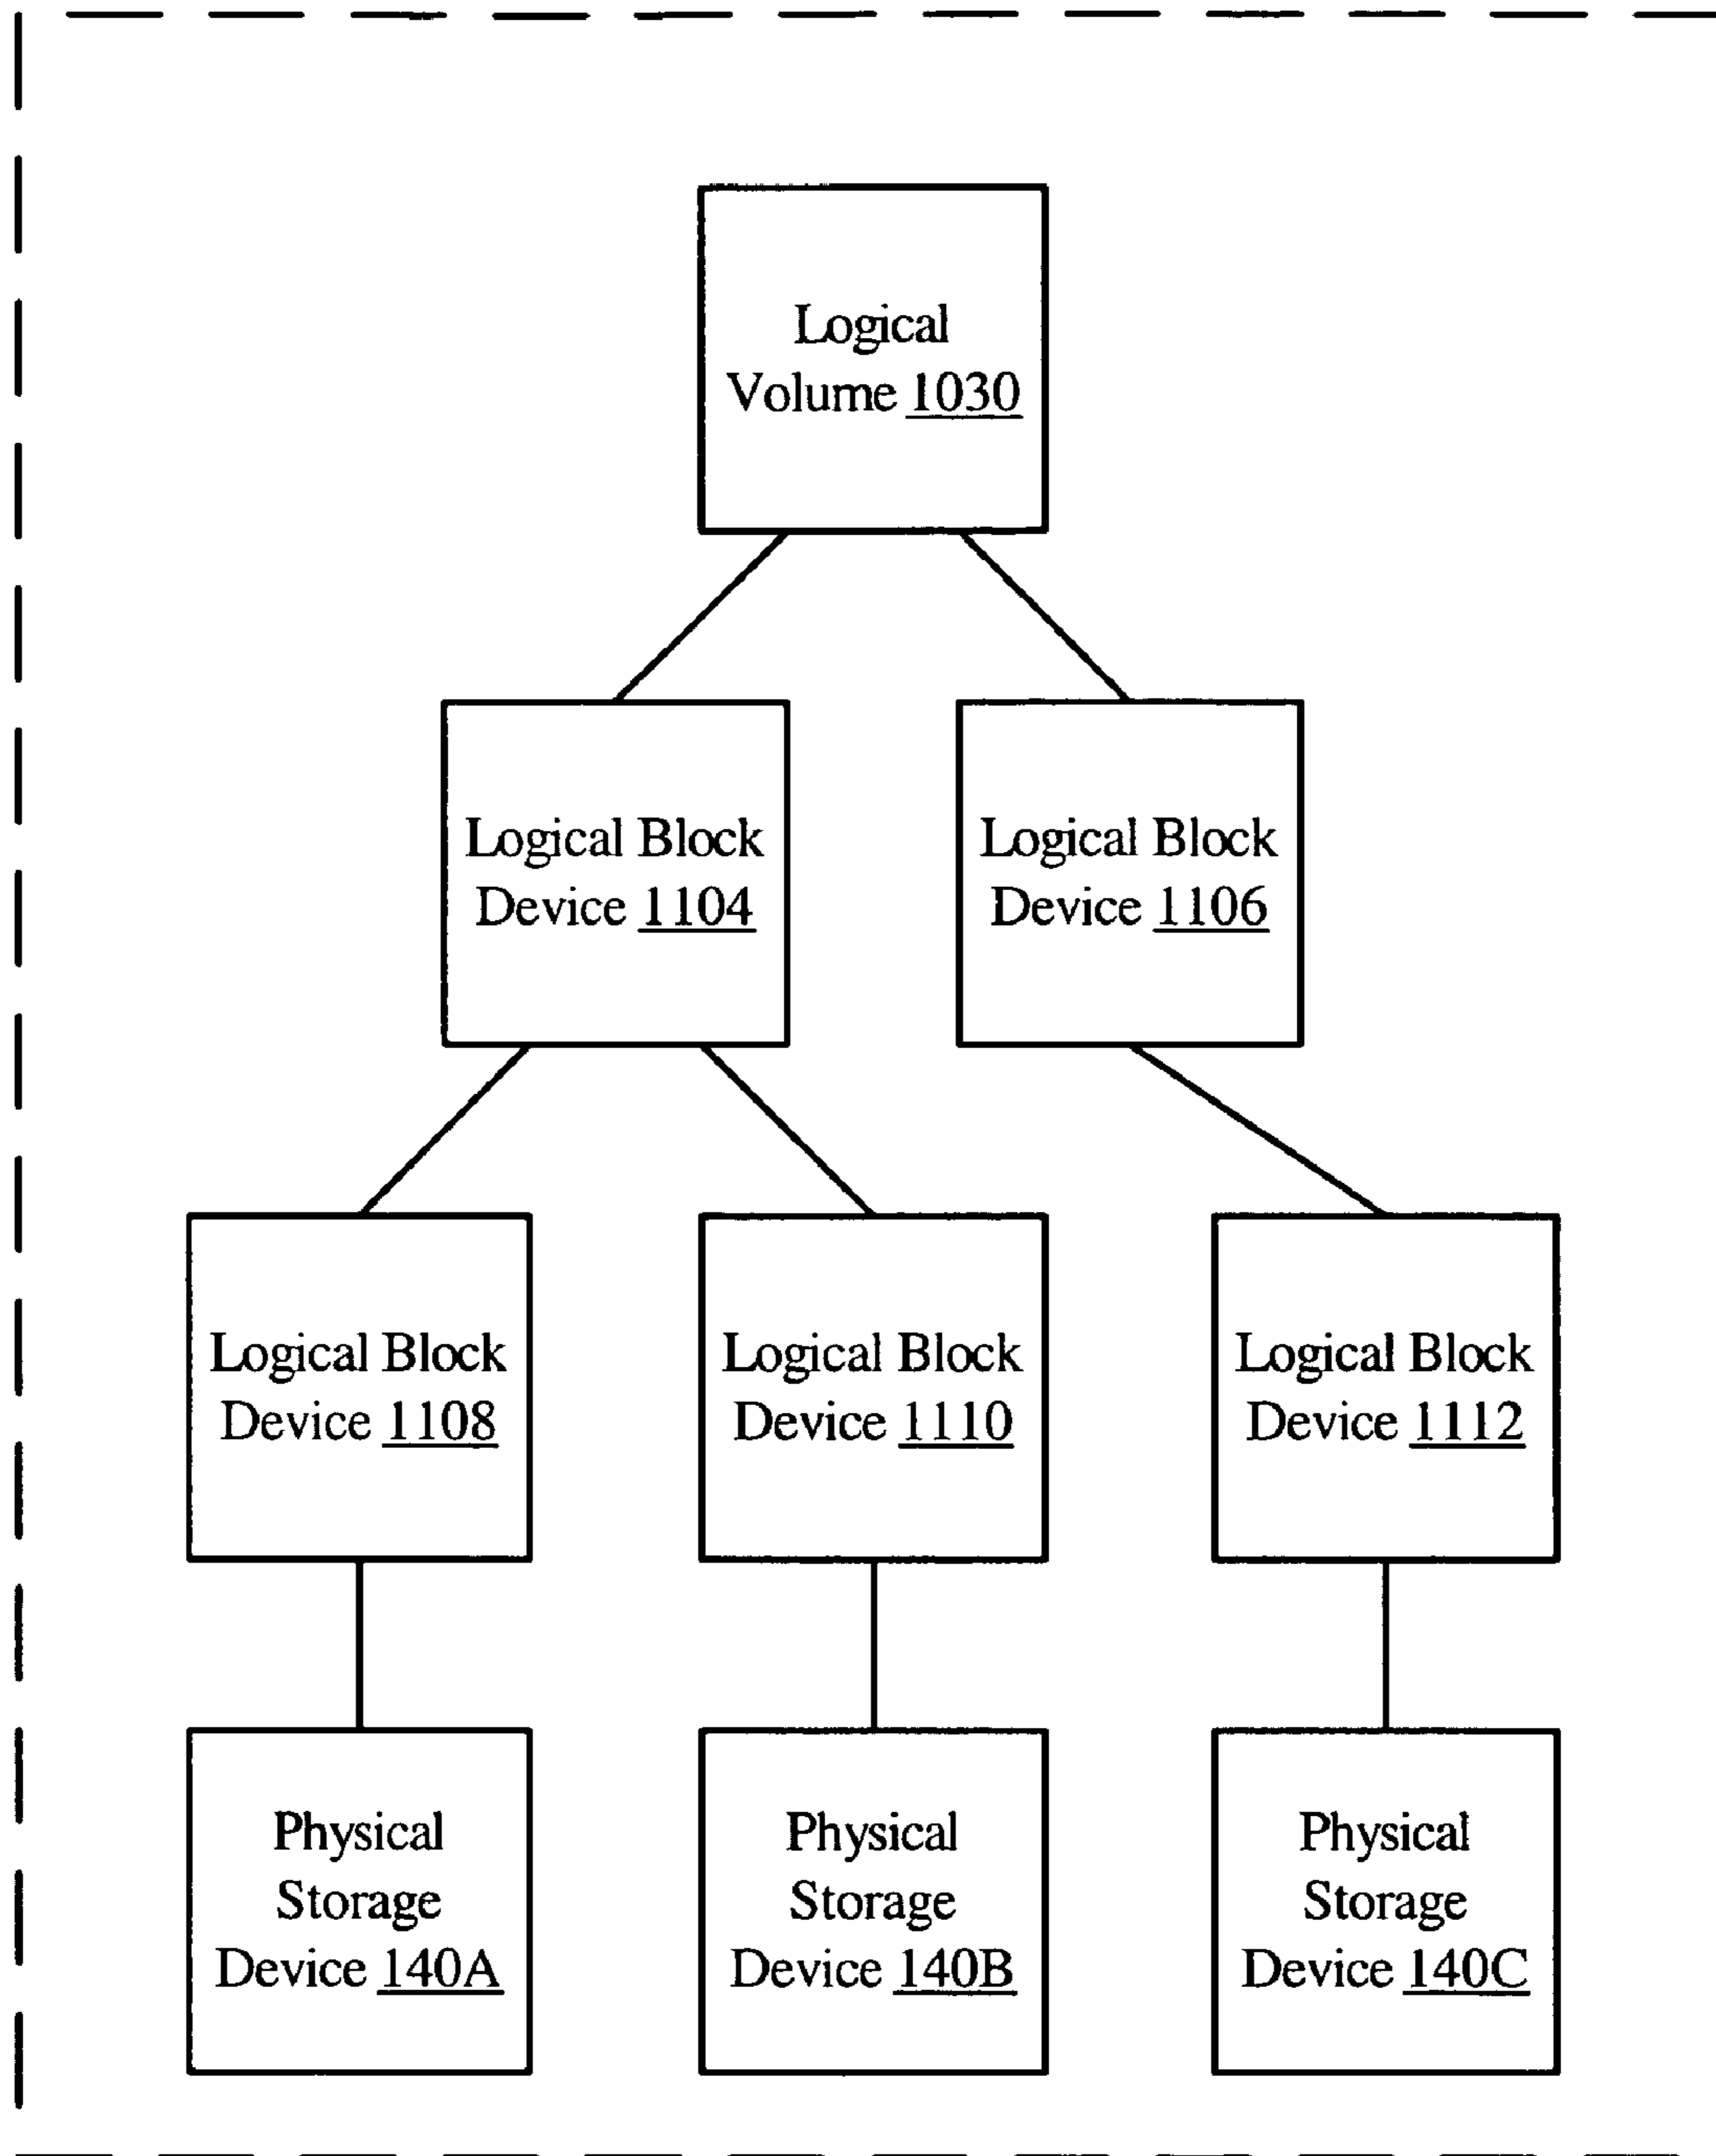 Logical
Volume 1030
Logical Block
Device 1104
Logical Block
Device 1106
Logical Block
Device 1108
Logical Block
Device 1110
Logical Block
Device 1112
Physical
Storage
Device 140A
Physical
Storage
Device 140B
Physical
Storage
Device 140C